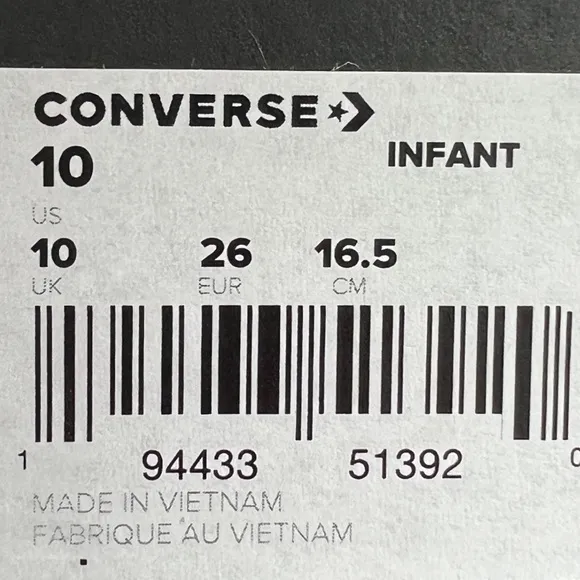 CONVERSE
10 INFANT
US
10 26 16.5
UK EUR CM
1 94433 51392 0
MADE IN VIETNAM
FABRIQUE AU VIETNAM